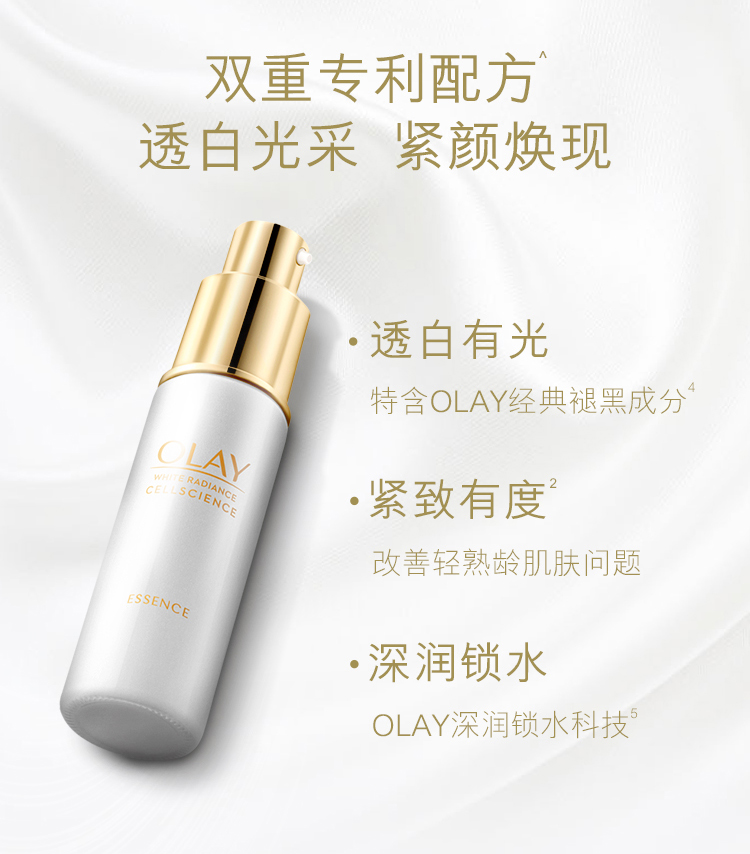 双重专利配方^
透白光采 紧颜焕现
·透白有光
特含OLAY经典褪黑成分4
·紧致有度2
改善轻熟龄肌肤问题
·深润锁水
OLAY深润锁水科技5
OLAY
WHITE RADIANCE
CELLSCIENCE
ESSENCE